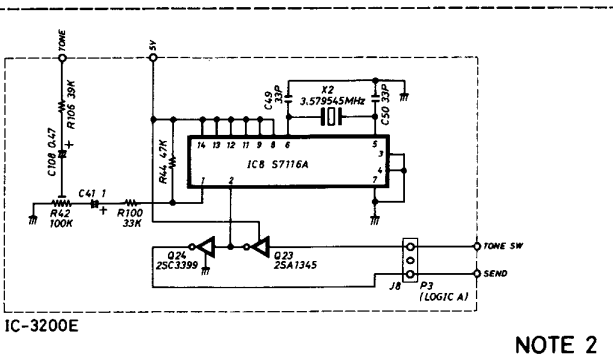 TONE
5V
R106 39K
C108 0.47
C49
33P
X2
3.579545MHz
C50 33P
R44 47K
14 13 12 11 9 8 6 5
IC8 S7116A
3
4
1 2 7
C41 1
+
+
R42
100K
R100
33K
Q24
2SC3399
Q23
2SA1345
TONE SW
SEND
J8
P3
(LOGIC A)
IC-3200E
NOTE 2